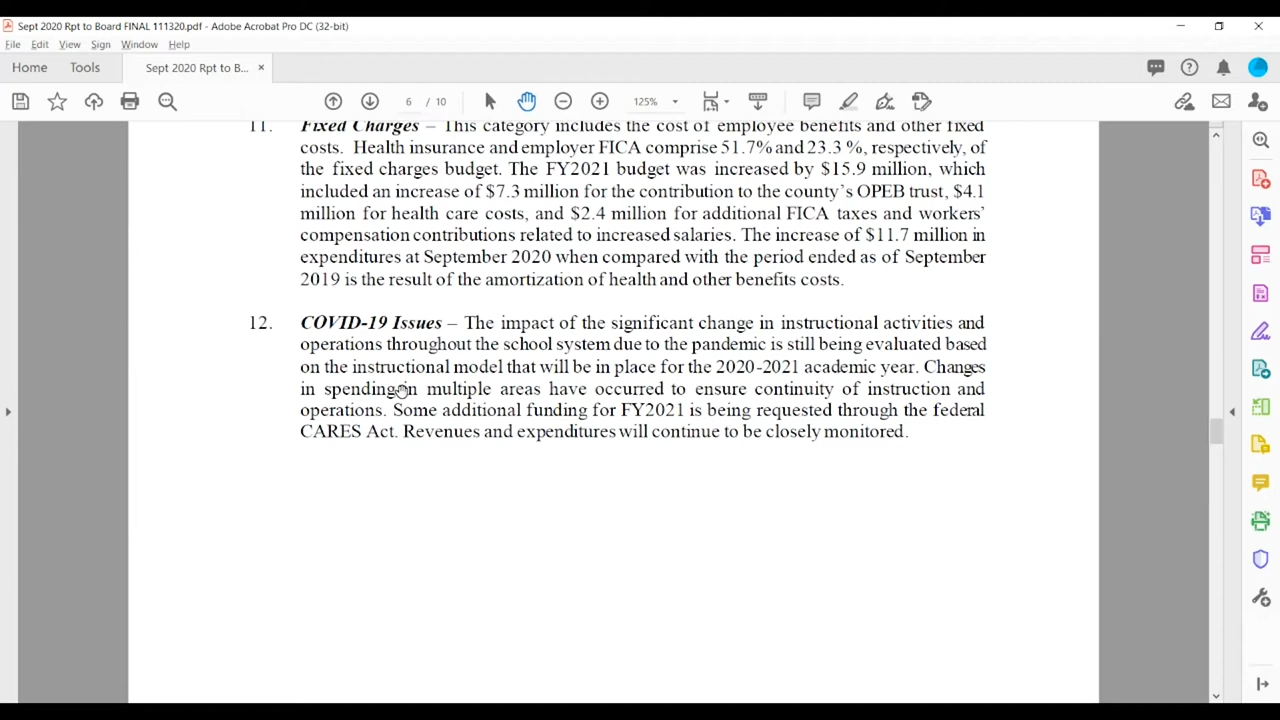 Sept 2020 Rpt to Board FINAL 111320.pdf - Adobe Acrobat Pro DC (32-bit)
File Edit View Sign Window Help
Home Tools Sept 2020 Rpt to B... ×
6 / 10 125%
11. Fixed Charges – This category includes the cost of employee benefits and other fixed
costs. Health insurance and employer FICA comprise 51.7% and 23.3 %, respectively, of
the fixed charges budget. The FY2021 budget was increased by $15.9 million, which
included an increase of $7.3 million for the contribution to the county's OPEB trust, $4.1
million for health care costs, and $2.4 million for additional FICA taxes and workers'
compensation contributions related to increased salaries. The increase of $11.7 million in
expenditures at September 2020 when compared with the period ended as of September
2019 is the result of the amortization of health and other benefits costs.
12. COVID-19 Issues – The impact of the significant change in instructional activities and
operations throughout the school system due to the pandemic is still being evaluated based
on the instructional model that will be in place for the 2020-2021 academic year. Changes
in spending in multiple areas have occurred to ensure continuity of instruction and
operations. Some additional funding for FY2021 is being requested through the federal
CARES Act. Revenues and expenditures will continue to be closely monitored.